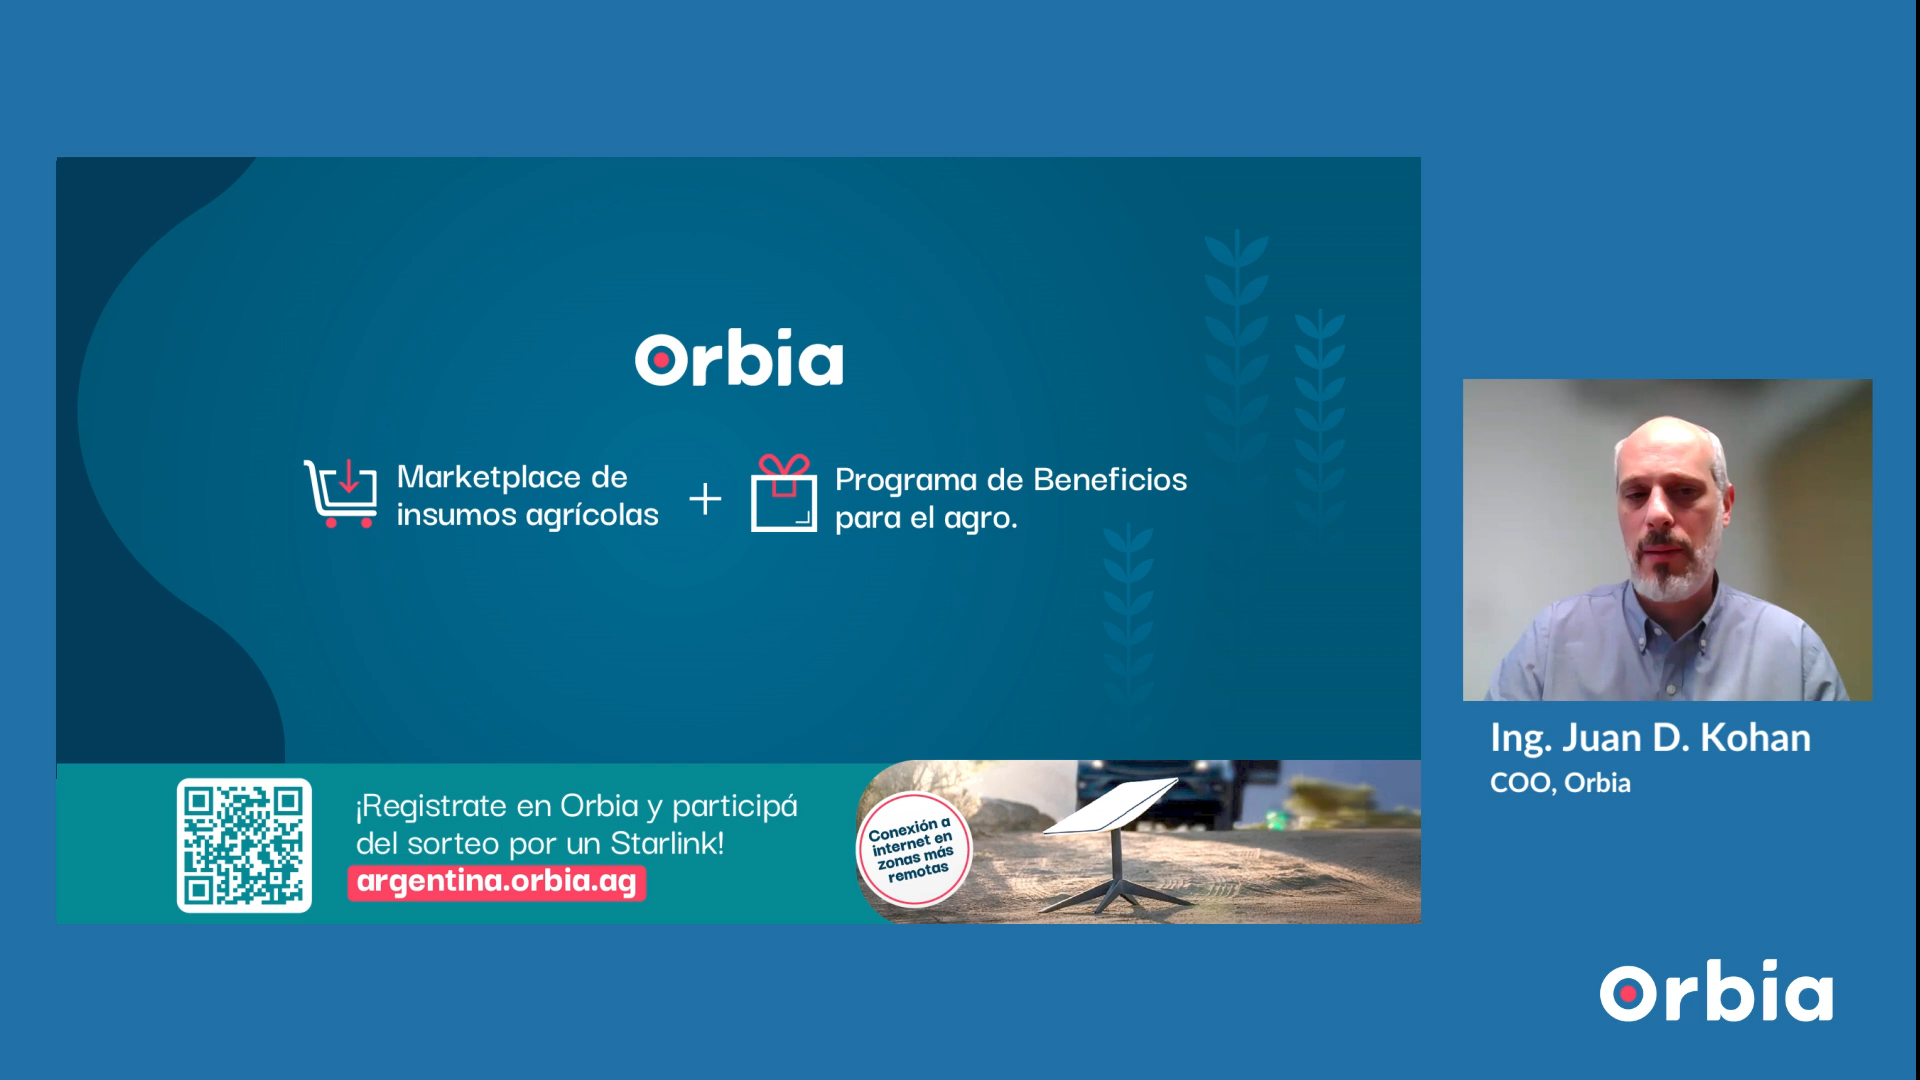 Orbia
Marketplace de
insumos agrícolas
+
Programa de Beneficios
para el agro.
¡Registrate en Orbia y participá
del sorteo por un Starlink!
argentina.orbia.ag
Conexión a
internet en
zonas más
remotas
Ing. Juan D. Kohan
COO, Orbia
Orbia